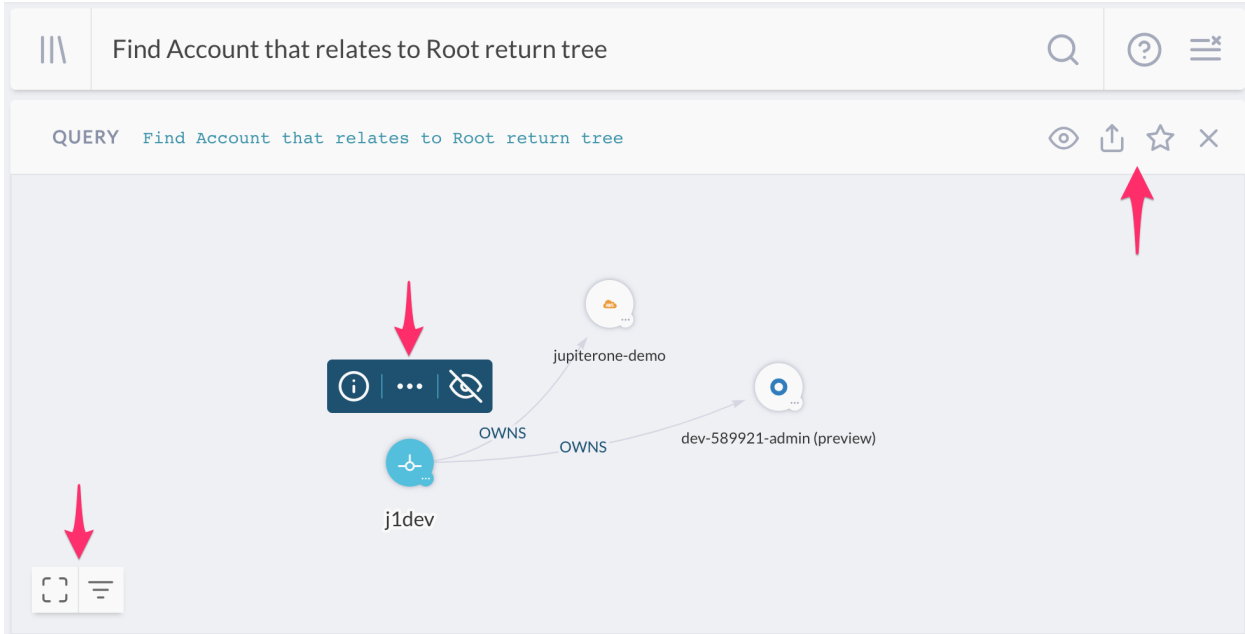 Find Account that relates to Root return tree
QUERY Find Account that relates to Root return tree
jupiterone-demo
OWNS
OWNS
dev-589921-admin (preview)
j1dev